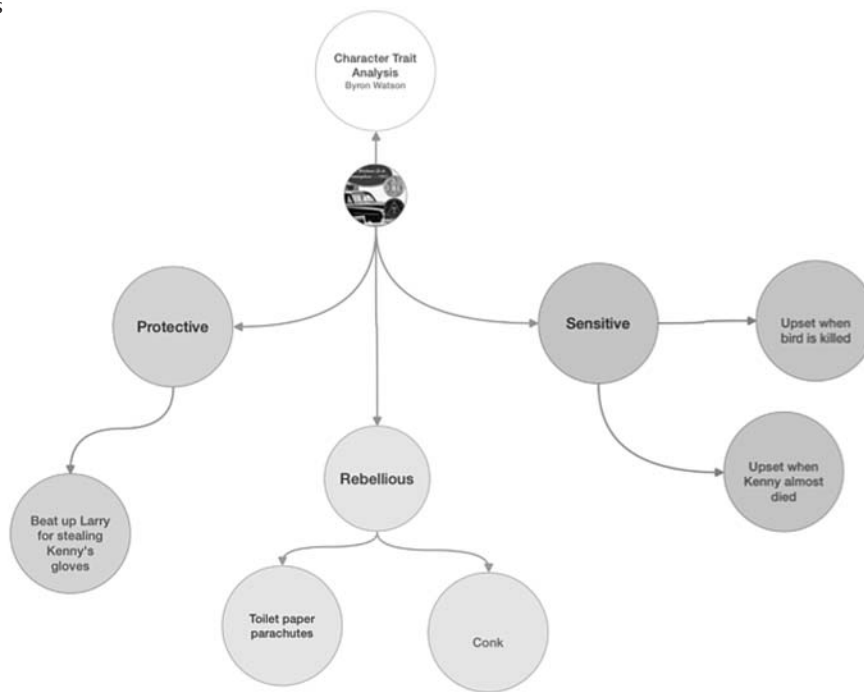 s
Character Trait
Analysis
Byron Watson
Protective
Sensitive
Upset when
bird is killed
Rebellious
Upset when
Kenny almost
died
Beat up Larry
for stealing
Kenny's
gloves
Toilet paper
parachutes
Conk